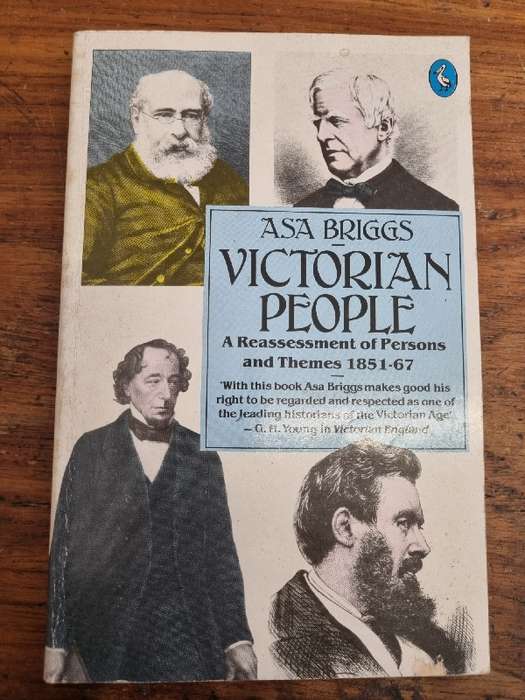 ASA BRIGGS
VICTORIAN
PEOPLE
A Reassessment of Persons
and Themes 1851-67
'With this book Asa Briggs makes good his
right to be regarded and respected as one of
the leading historians of the Victorian Age'
– G. M. Young in Victorian England